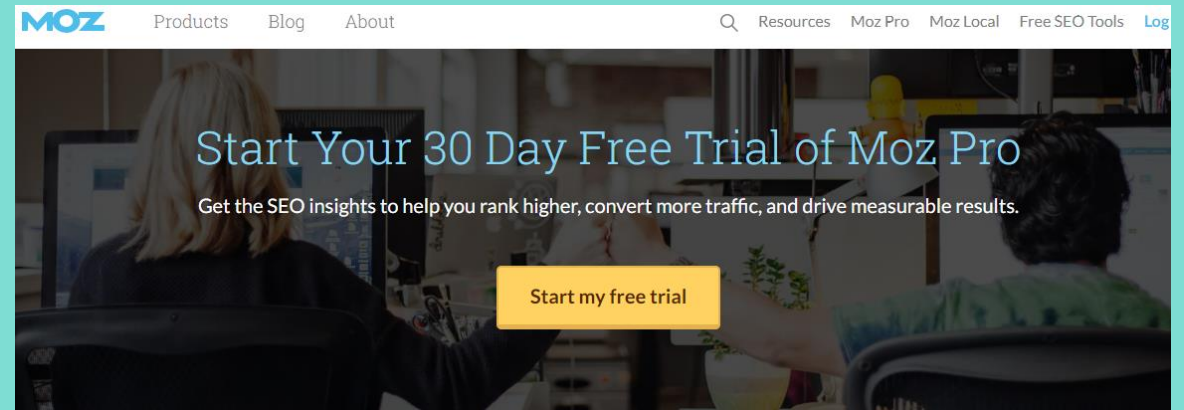 MOZ Products Blog About Resources Moz Pro Moz Local Free SEO Tools Log
Start Your 30 Day Free Trial of Moz Pro
Get the SEO insights to help you rank higher, convert more traffic, and drive measurable results.
Start my free trial